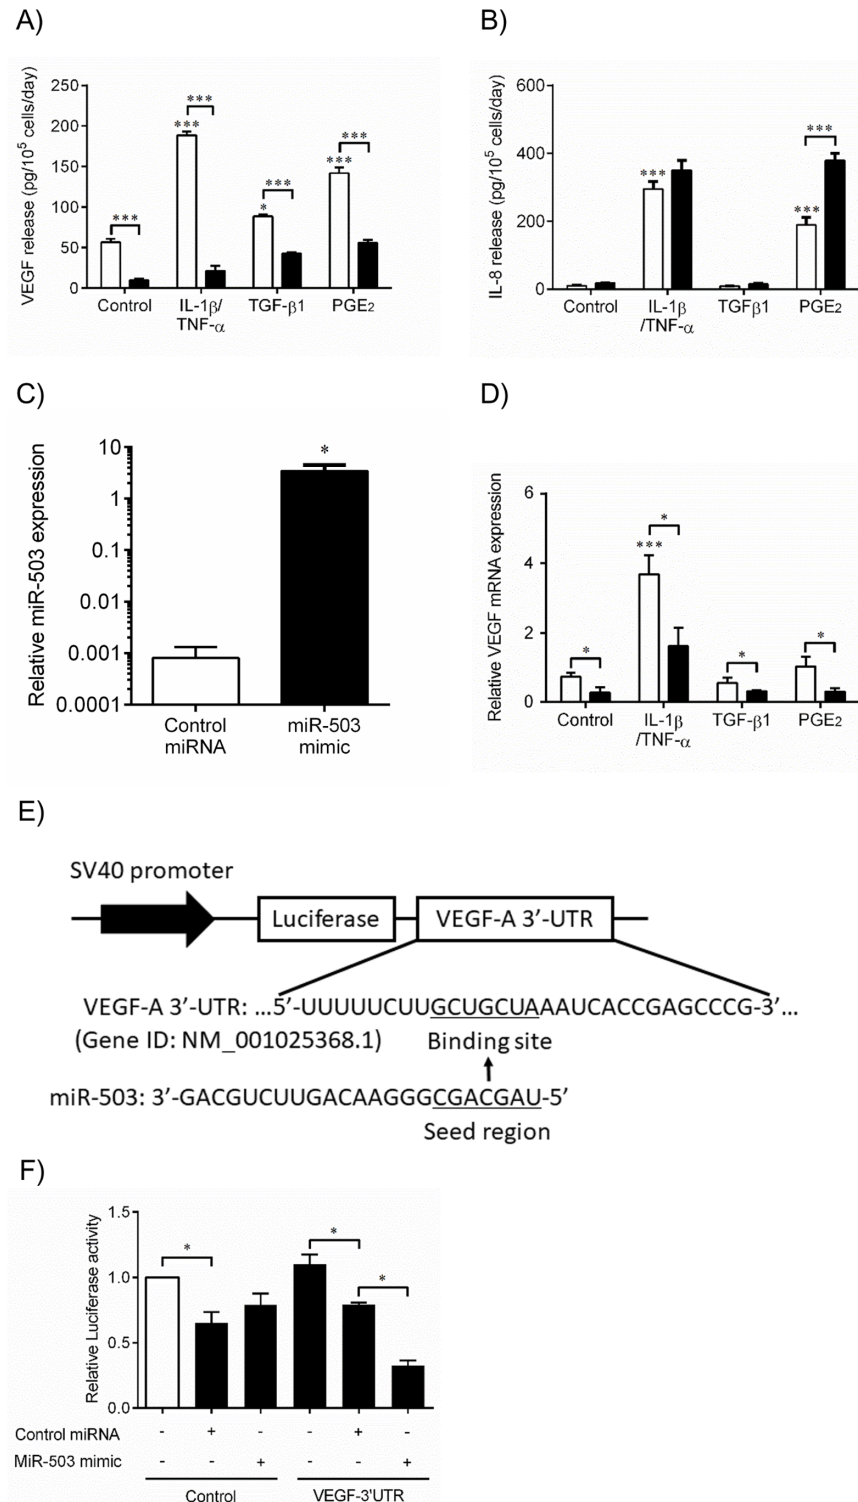 A)
VEGF release (pg/10⁵ cells/day)
250
200
150
100
50
0
***
***
***
*
***
***
***
Control
IL-1β/
TNF-α
TGF-β1
PGE₂
B)
IL-8 release (pg/10⁵ cells/day)
600
400
200
0
***
***
***
Control
IL-1β
/TNF-α
TGFβ1
PGE₂
C)
Relative miR-503 expression
10
1
0.1
0.01
0.001
0.0001
*
Control
miRNA
miR-503
mimic
D)
Relative VEGF mRNA expression
6
4
2
0
*
***
*
*
*
Control
IL-1β
/TNF-α
TGF-β1
PGE₂
E)
SV40 promoter
Luciferase
VEGF-A 3’-UTR
VEGF-A 3’-UTR: …5’-UUUUUCUUGCUGCUAAAUCACCGAGCCCG-3’…
(Gene ID: NM_001025368.1)
Binding site
miR-503: 3’-GACGUCUUGACAAGGGCGACGAU-5’
Seed region
F)
Relative Luciferase activity
1.5
1.0
0.5
0.0
*
*
*
Control miRNA - + - - + -
MiR-503 mimic - - + - - +
Control
VEGF-3'UTR